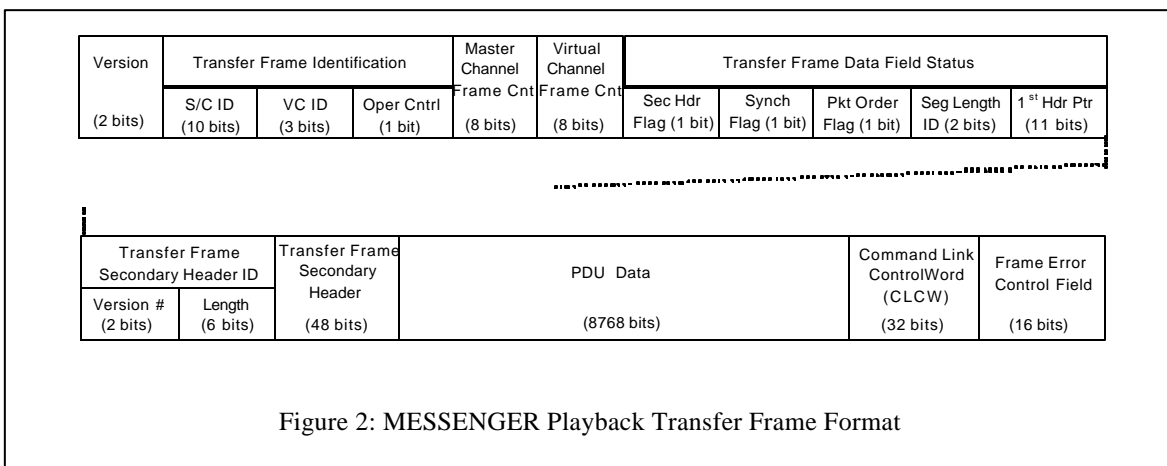 Version
(2 bits)
Transfer Frame Identification
S/C ID
(10 bits)
VC ID
(3 bits)
Oper Cntrl
(1 bit)
Master
Channel
Frame Cnt
(8 bits)
Virtual
Channel
Frame Cnt
(8 bits)
Transfer Frame Data Field Status
Sec Hdr
Flag (1 bit)
Synch
Flag (1 bit)
Pkt Order
Flag (1 bit)
Seg Length
ID (2 bits)
1st Hdr Ptr
(11 bits)
Transfer Frame
Secondary Header ID
Version #
(2 bits)
Length
(6 bits)
Transfer Frame
Secondary
Header
(48 bits)
PDU Data
(8768 bits)
Command Link
ControlWord
(CLCW)
(32 bits)
Frame Error
Control Field
(16 bits)
Figure 2: MESSENGER Playback Transfer Frame Format